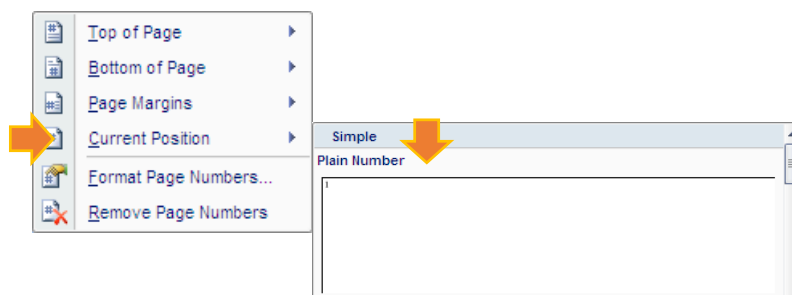 Top of Page
Bottom of Page
Page Margins
Current Position
Format Page Numbers...
Remove Page Numbers
Simple
Plain Number
1